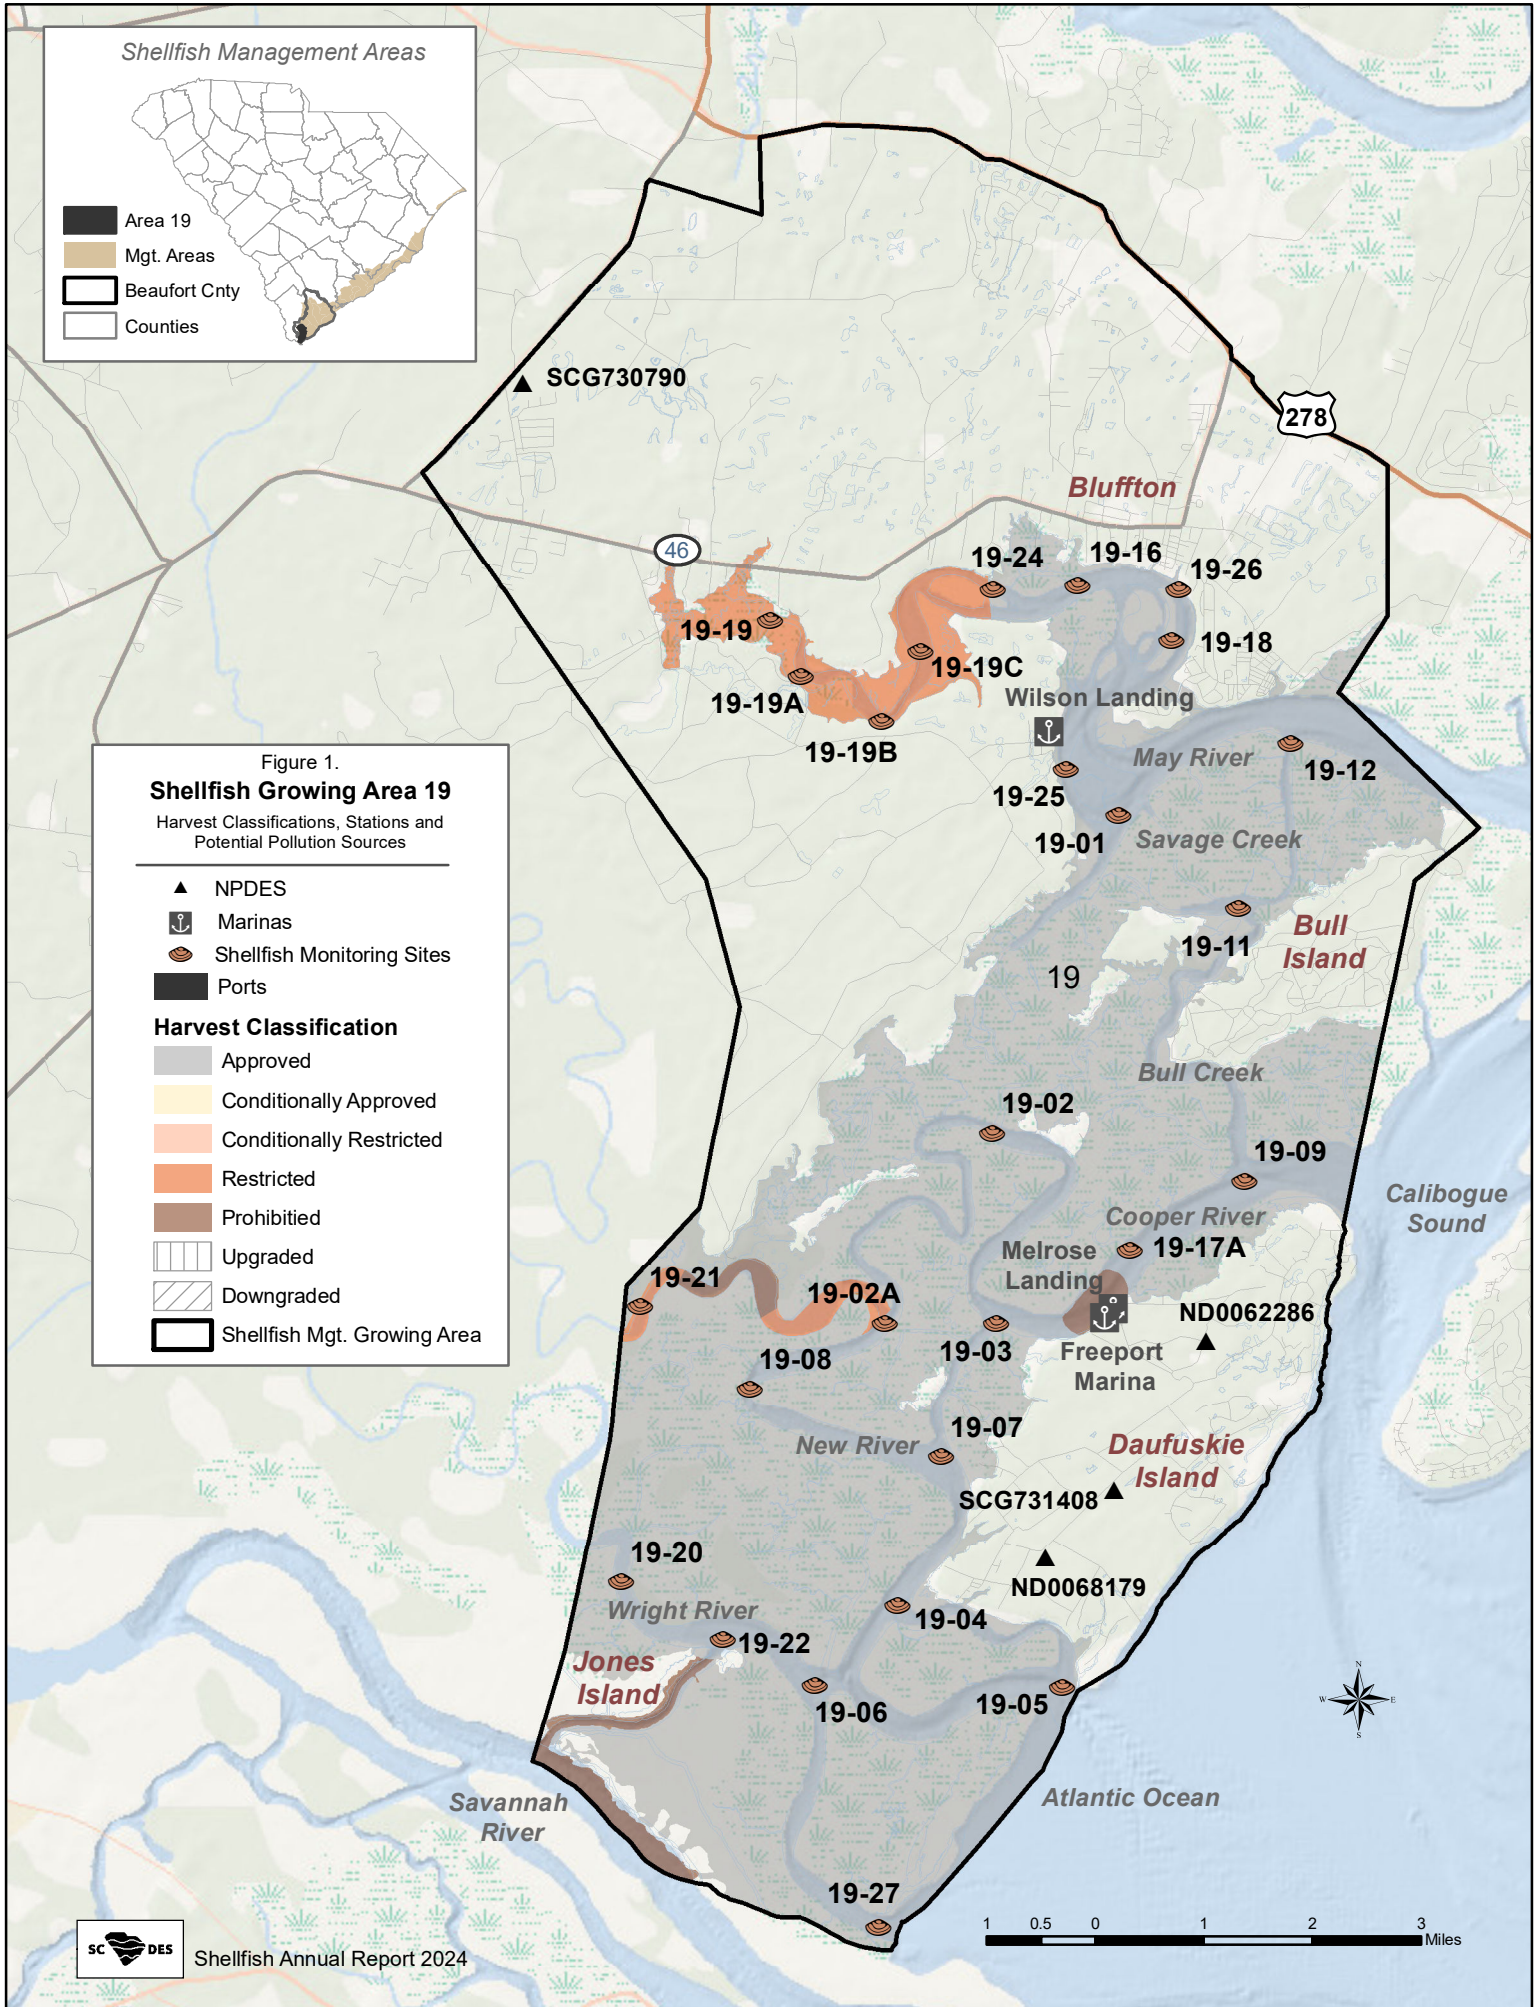 Shellfish Management Areas
Area 19
Mgt. Areas
Beaufort Cnty
Counties
SCG730790
278
Bluffton
46
19-24
19-16
19-26
19-19
19-18
19-19C
19-19A
Wilson Landing
19-19B
May River
19-12
19-25
19-01
Savage Creek
Figure 1.
Shellfish Growing Area 19
Harvest Classifications, Stations and
Potential Pollution Sources
NPDES
Marinas
Shellfish Monitoring Sites
Ports
Harvest Classification
Approved
Conditionally Approved
Conditionally Restricted
Restricted
Prohibitied
Upgraded
Downgraded
Shellfish Mgt. Growing Area
Bull
Island
19-11
19
Bull Creek
19-02
19-09
Calibogue
Sound
Cooper River
19-17A
Melrose
Landing
19-21
19-02A
ND0062286
19-03
Freeport
Marina
19-08
19-07
New River
Daufuskie
Island
SCG731408
19-20
ND0068179
Wright River
19-04
19-22
Jones
Island
19-06
19-05
N
W
E
S
Savannah
River
Atlantic Ocean
19-27
1 0.5 0 1 2 3
Miles
SC DES
Shellfish Annual Report 2024